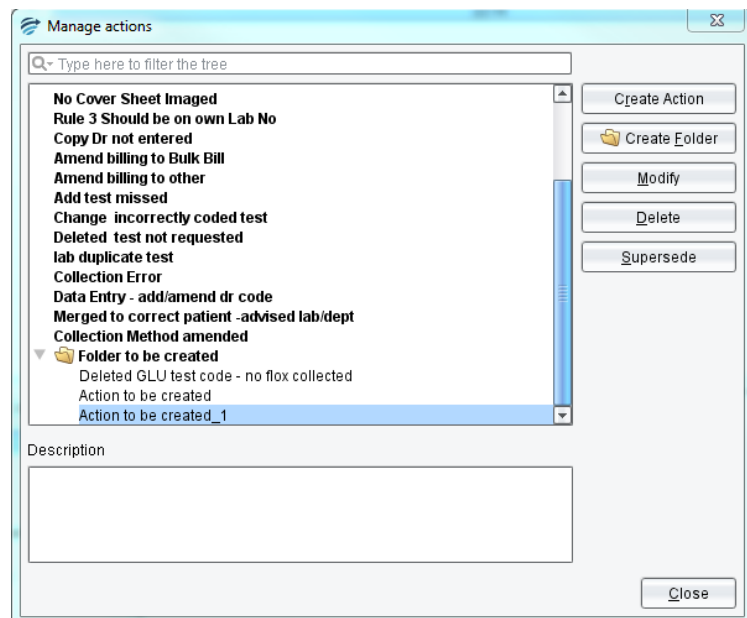 Manage actions
Type here to filter the tree
No Cover Sheet Imaged
Rule 3 Should be on own Lab No
Copy Dr not entered
Amend billing to Bulk Bill
Amend billing to other
Add test missed
Change  incorrectly coded test
Deleted  test not requested
lab duplicate test
Collection Error
Data Entry - add/amend dr code
Merged to correct patient -advised lab/dept
Collection Method amended
Folder to be created
Deleted GLU test code - no flox collected
Action to be created
Action to be created_1
Create Action
Create Folder
Modify
Delete
Supersede
Description
Close